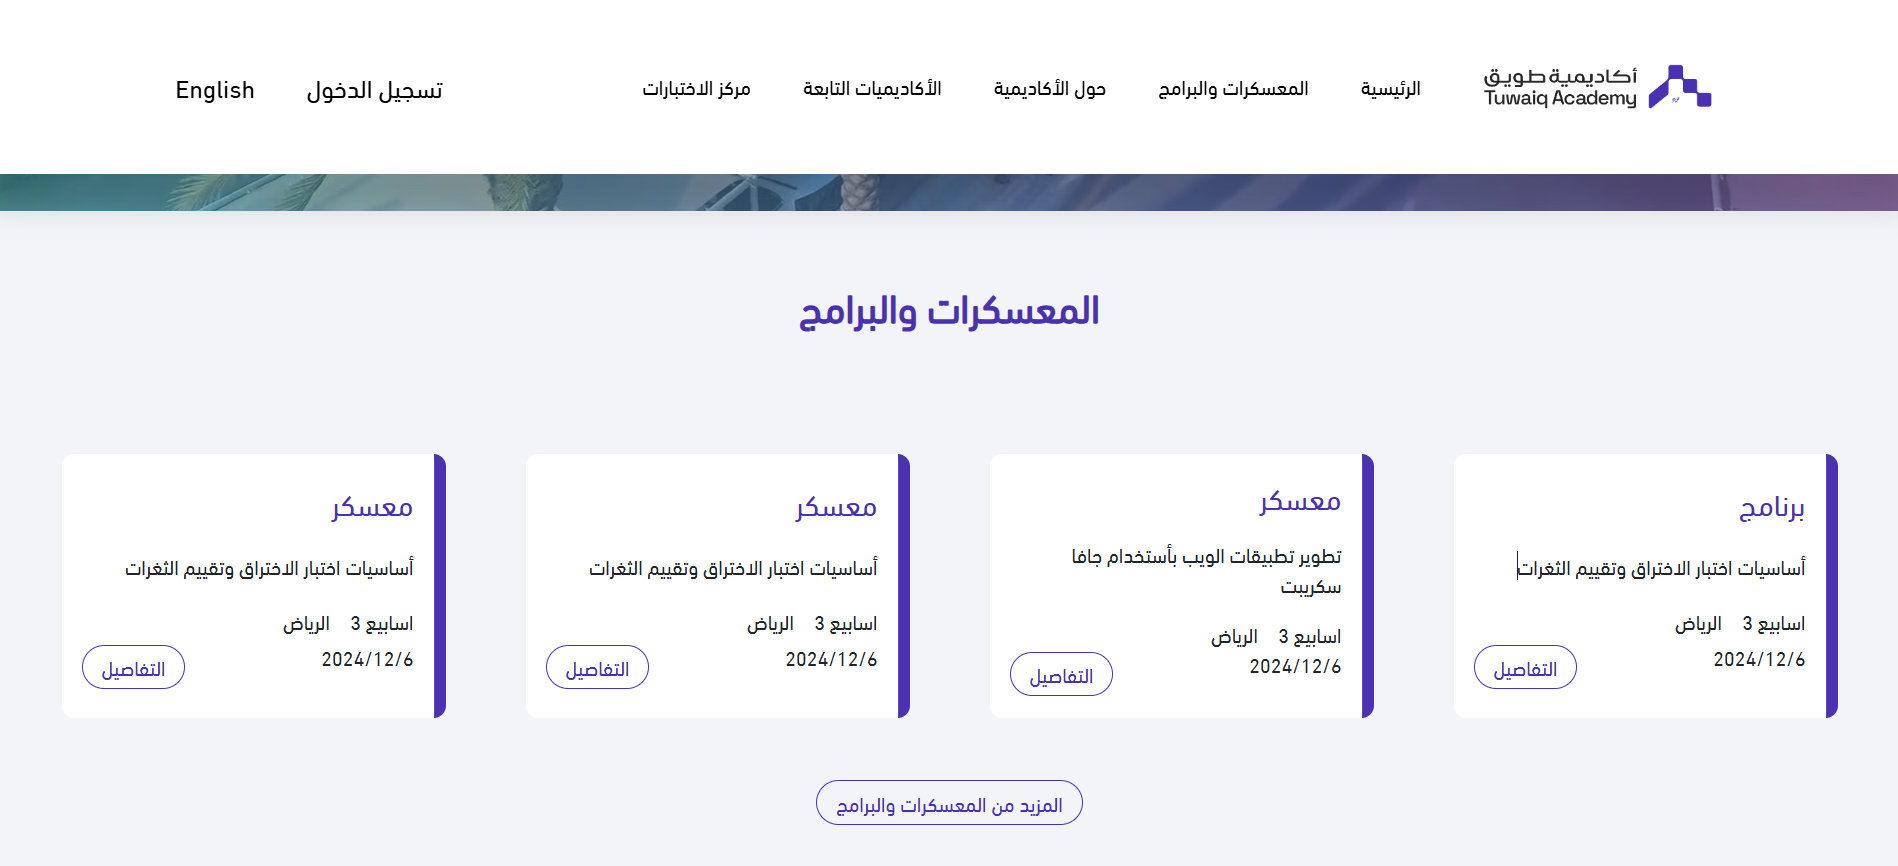 أكاديمية طويق
Tuwaiq Academy
الرئيسية
المعسكرات والبرامج
حول الأكاديمية
الأكاديميات التابعة
مركز الاختبارات
تسجيل الدخول
English
المعسكرات والبرامج
برنامج
أساسيات اختبار الاختراق وتقييم الثغرات
اسابيع 3 الرياض
2024/12/6
التفاصيل
معسكر
تطوير تطبيقات الويب بأستخدام جافا
سكريبت
اسابيع 3 الرياض
2024/12/6
التفاصيل
معسكر
أساسيات اختبار الاختراق وتقييم الثغرات
اسابيع 3 الرياض
2024/12/6
التفاصيل
معسكر
أساسيات اختبار الاختراق وتقييم الثغرات
اسابيع 3 الرياض
2024/12/6
التفاصيل
المزيد من المعسكرات والبرامج